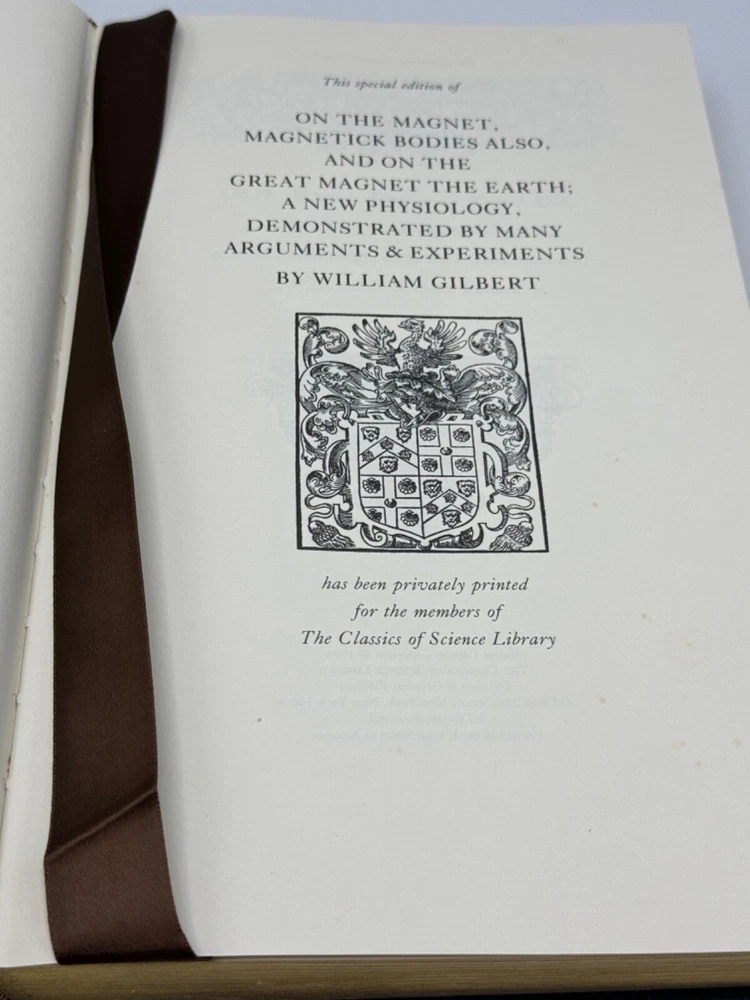 This special edition of
ON THE MAGNET,
MAGNETICK BODIES ALSO,
AND ON THE
GREAT MAGNET THE EARTH;
A NEW PHYSIOLOGY,
DEMONSTRATED BY MANY
ARGUMENTS & EXPERIMENTS
BY WILLIAM GILBERT
has been privately printed
for the members of
The Classics of Science Library